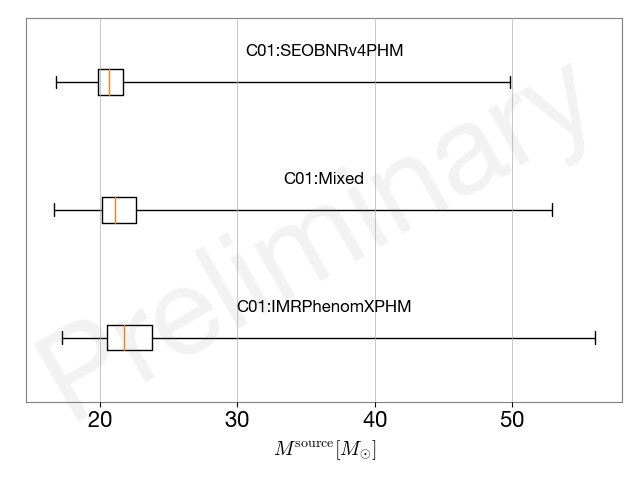 C01:SEOBNRv4PHM
C01:Mixed
C01:IMRPhenomXPHM
Preliminary
20 30 40 50
M^source [M_⊙]